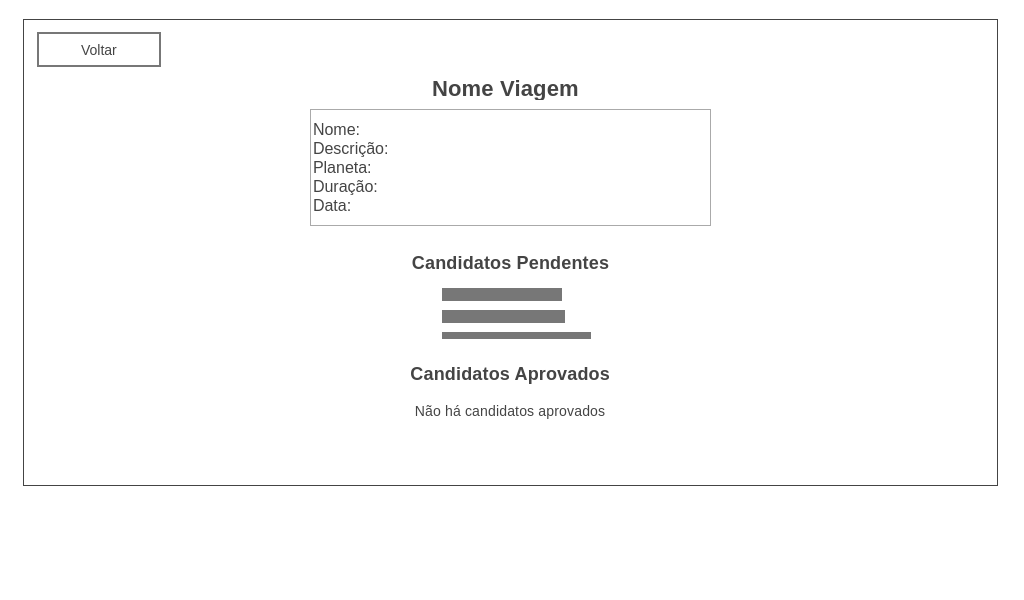 Voltar
Nome Viagem
Nome:
Descrição:
Planeta:
Duração:
Data:
Candidatos Pendentes
Candidatos Aprovados
Não há candidatos aprovados